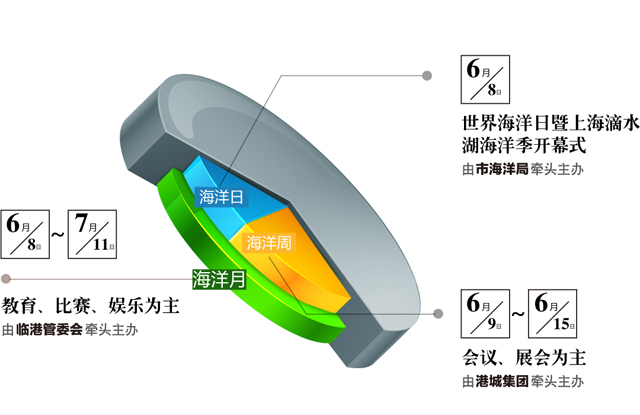 6月/8日
世界海洋日暨上海滴水
湖海洋季开幕式
由市海洋局牵头主办
海洋日
海洋周
海洋月
6月/8日~7月/11日
教育、比赛、娱乐为主
由临港管委会牵头主办
6月/9日~6月/15日
会议、展会为主
由港城集团牵头主办